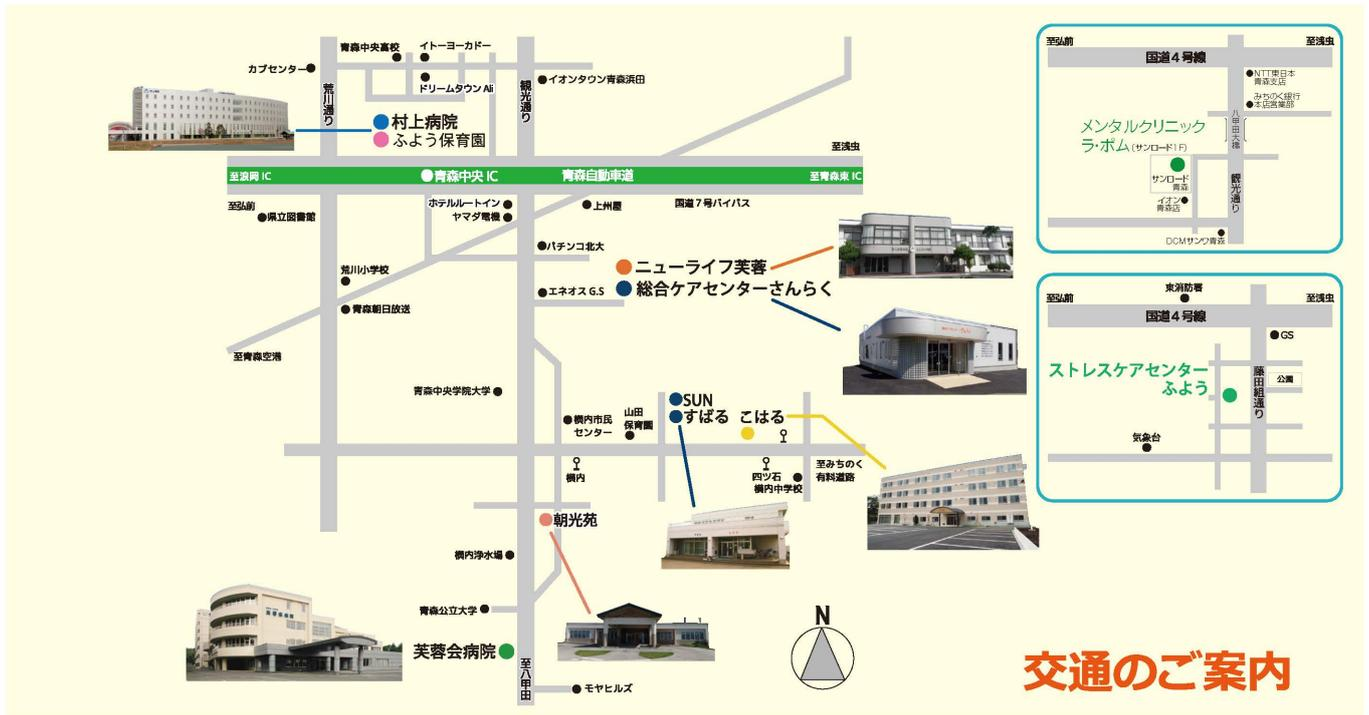 青森中央高校
イトーヨーカドー
カブセンター
ドリームタウン Ali
荒川通り
観光通り
イオンタウン青森浜田
村上病院
ふよう保育園
至浅虫
至浪岡 IC
青森中央 IC
青森自動車道
至青森東 IC
至弘前
県立図書館
ホテルルートイン
ヤマダ電機
上州屋
国道７号バイパス
パチンコ北大
荒川小学校
ニューライフ芙蓉
総合ケアセンターさんらく
エネオス G.S
青森朝日放送
至青森空港
青森中央学院大学
横内市民
センター
山田
保育園
SUN
すばる
こはる
横内
四ツ石
横内中学校
至みちのく
有料道路
朝光苑
横内浄水場
青森公立大学
芙蓉会病院
至八甲田
モヤヒルズ
N
交通のご案内
至弘前
至浅虫
国道４号線
NTT東日本
青森支店
みちのく銀行
本店営業部
八甲田大橋
メンタルクリニック
ラ・ポム(サンロード1F)
サンロード
青森
イオン
青森店
観光通り
DCMサンワ青森
東消防署
至弘前
至浅虫
国道４号線
GS
ストレスケアセンター
ふよう
藤田組通り
公園
気象台